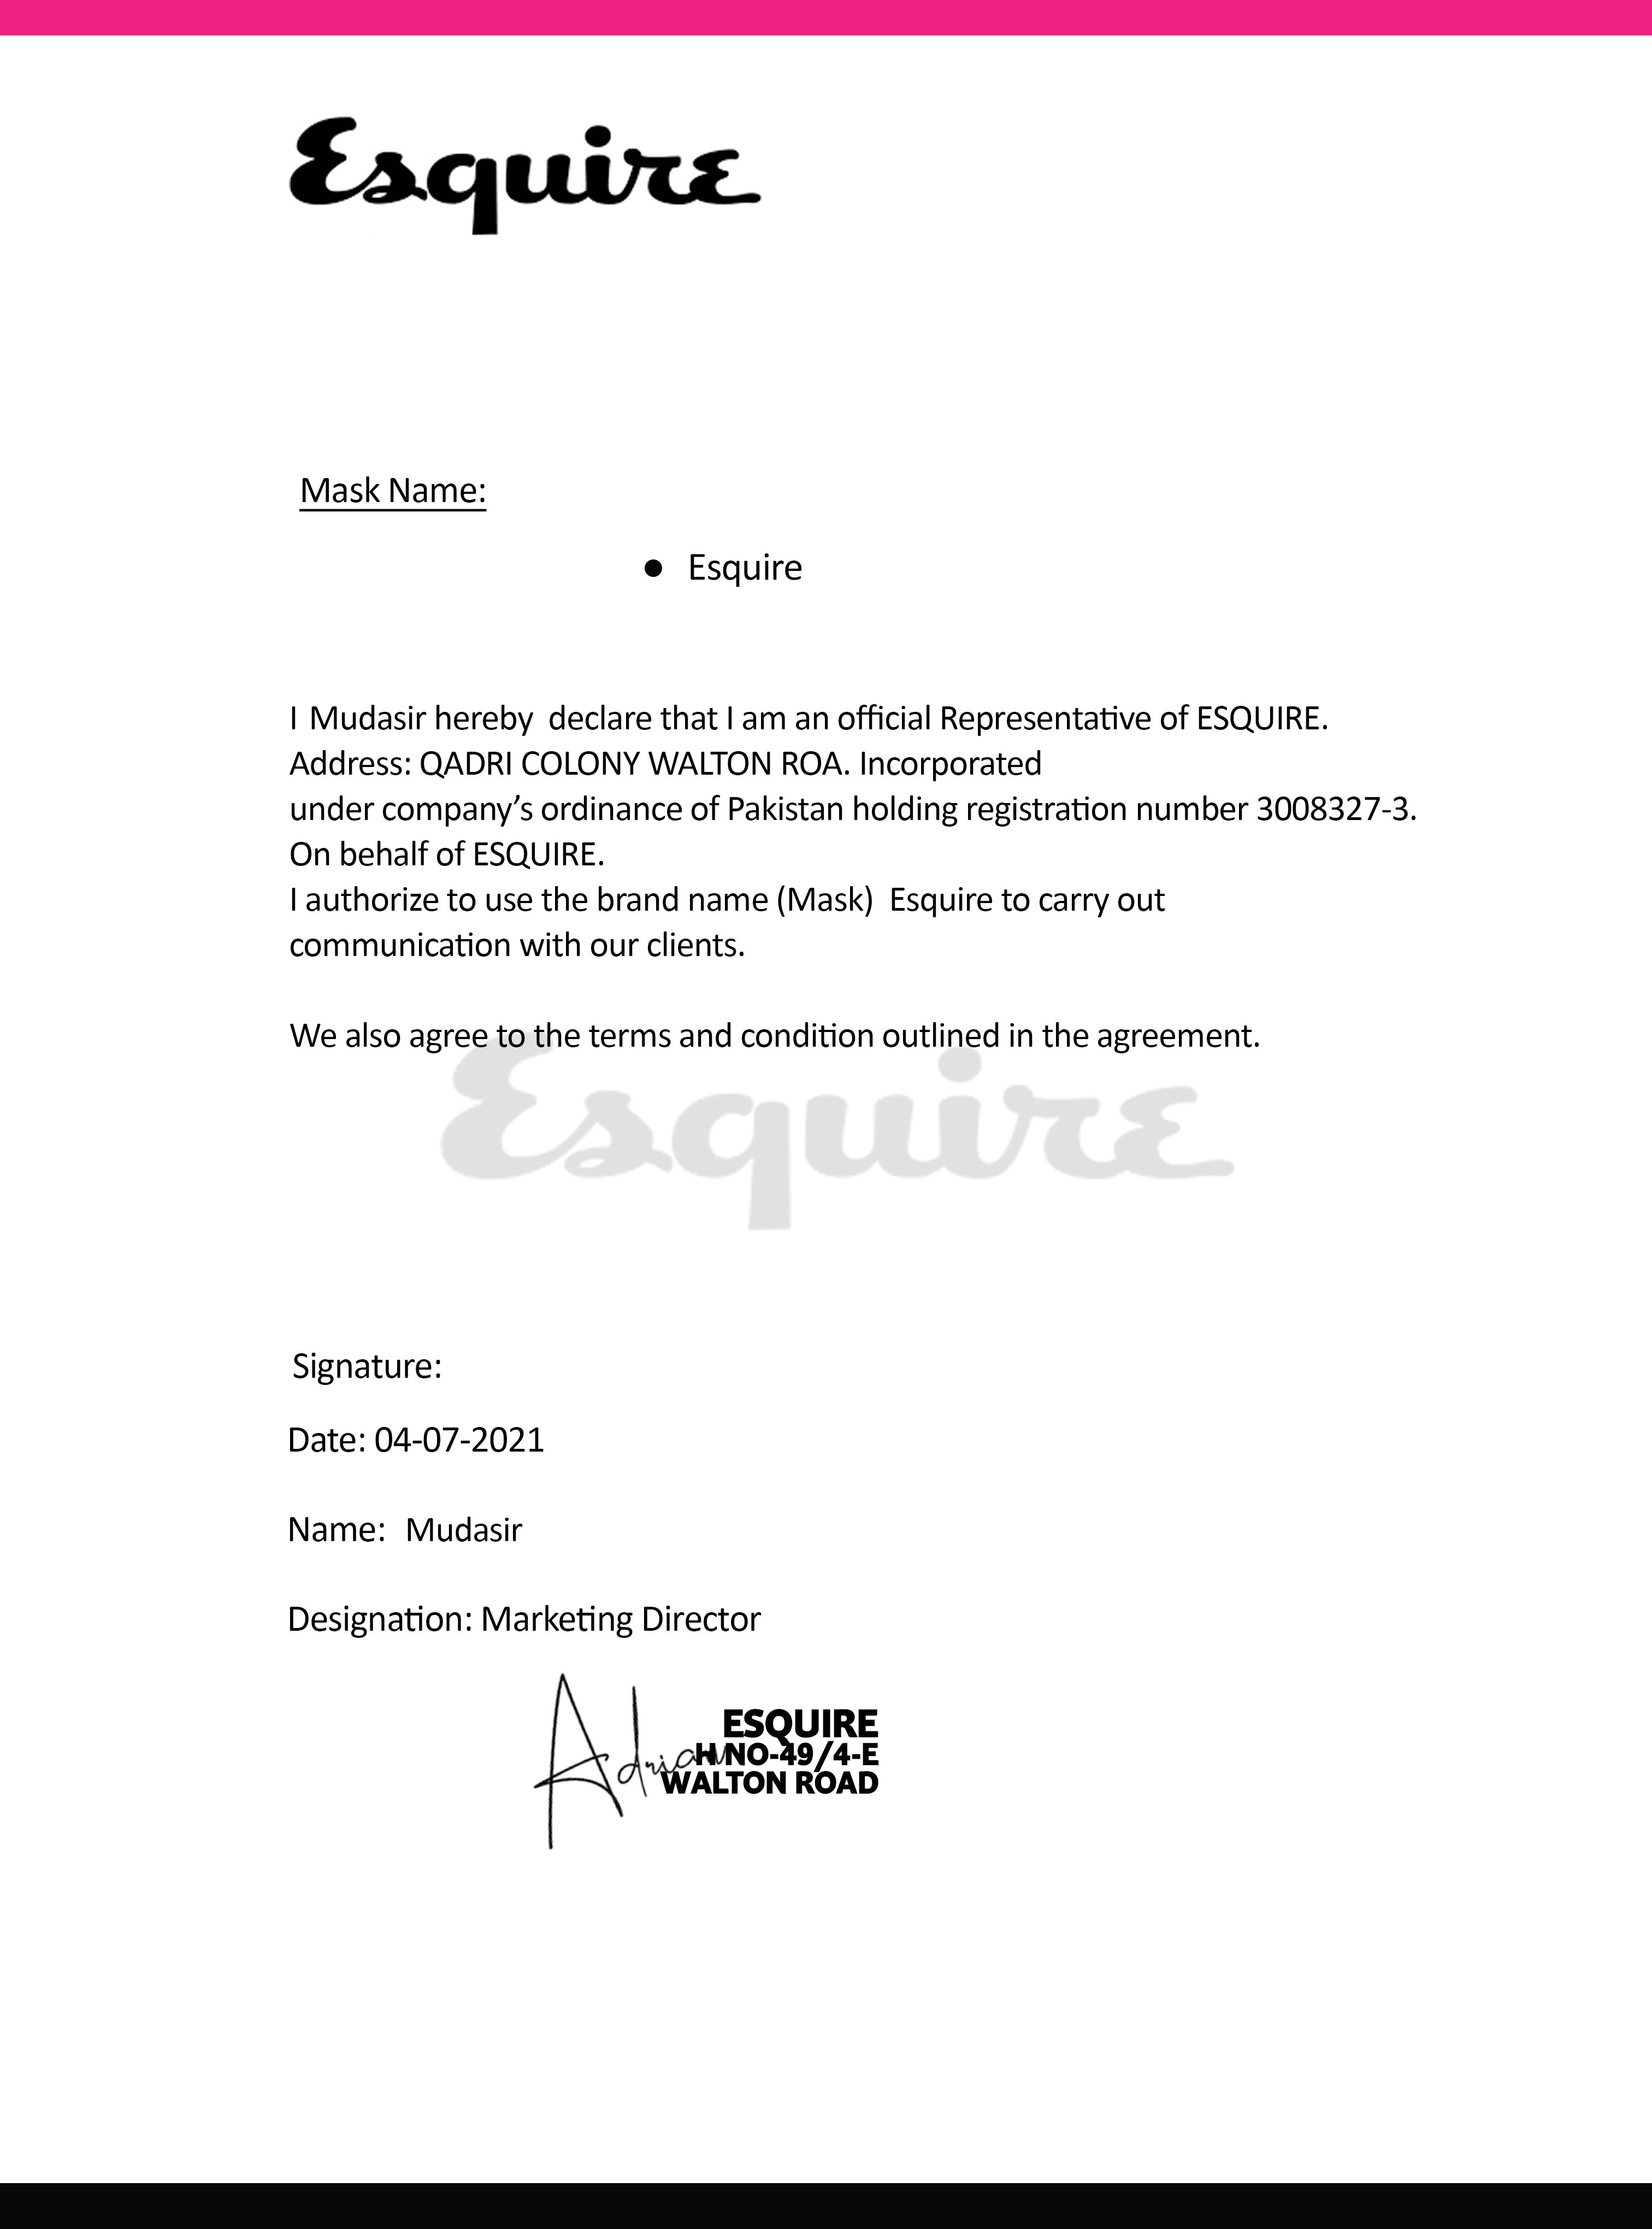 Esquire
Mask Name:
● Esquire
I Mudasir hereby declare that I am an official Representative of ESQUIRE.
Address: QADRI COLONY WALTON ROA. Incorporated
under company’s ordinance of Pakistan holding registration number 3008327-3.
On behalf of ESQUIRE.
I authorize to use the brand name (Mask) Esquire to carry out
communication with our clients.
We also agree to the terms and condition outlined in the agreement.
Esquire
Signature:
Date: 04-07-2021
Name: Mudasir
Designation: Marketing Director
Adrian
ESQUIRE
H NO-49/4-E
WALTON ROAD